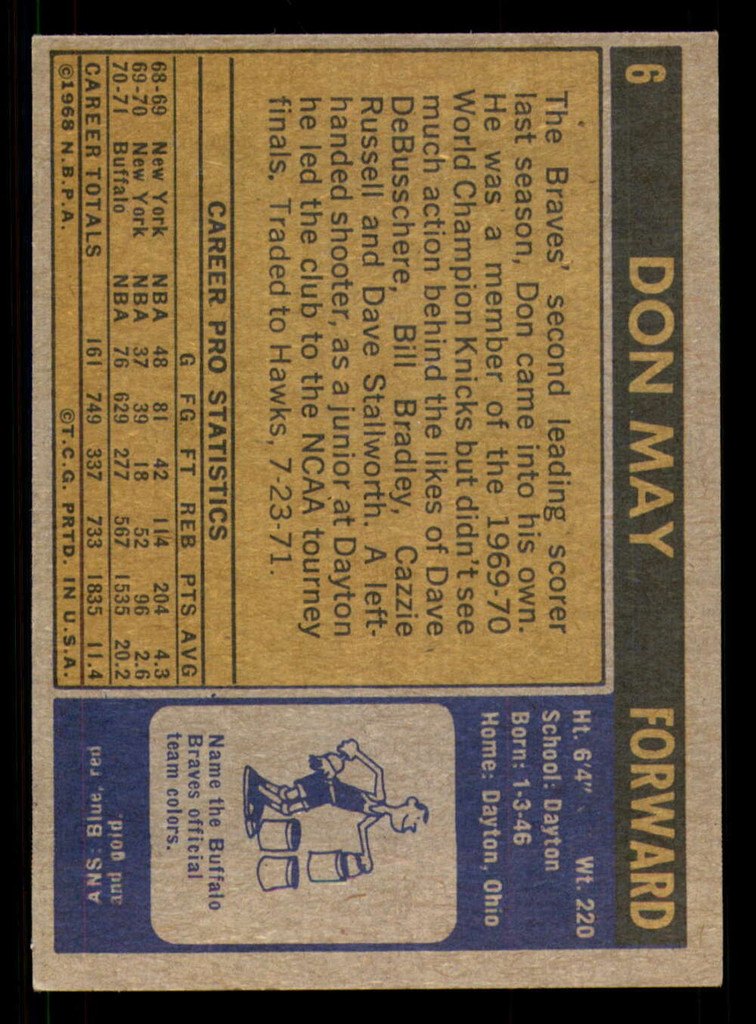 6 DON MAY FORWARD
The Braves' second leading scorer
last season, Don came into his own.
He was a member of the 1969-70
World Champion Knicks but didn't see
much action behind the likes of Dave
DeBusschere, Bill Bradley, Cazzie
Russell and Dave Stallworth. A left-
handed shooter, as a junior at Dayton
he led the club to the NCAA tourney
finals. Traded to Hawks, 7-23-71.
CAREER PRO STATISTICS
G FG FT REB PTS AVG
68-69 New York NBA 48 81 42 114 204 4.3
69-70 New York NBA 37 39 18 52 96 2.6
70-71 Buffalo NBA 76 629 277 567 1535 20.2
CAREER TOTALS 161 749 337 733 1835 11.4
©1968 N.B.P.A. ©T.C.G. PRTD. IN U.S.A.
Ht. 6'4" Wt. 220
School: Dayton
Born: 1-3-46
Home: Dayton, Ohio
Name the Buffalo
Braves official
team colors.
ANS: Blue, red
and gold.